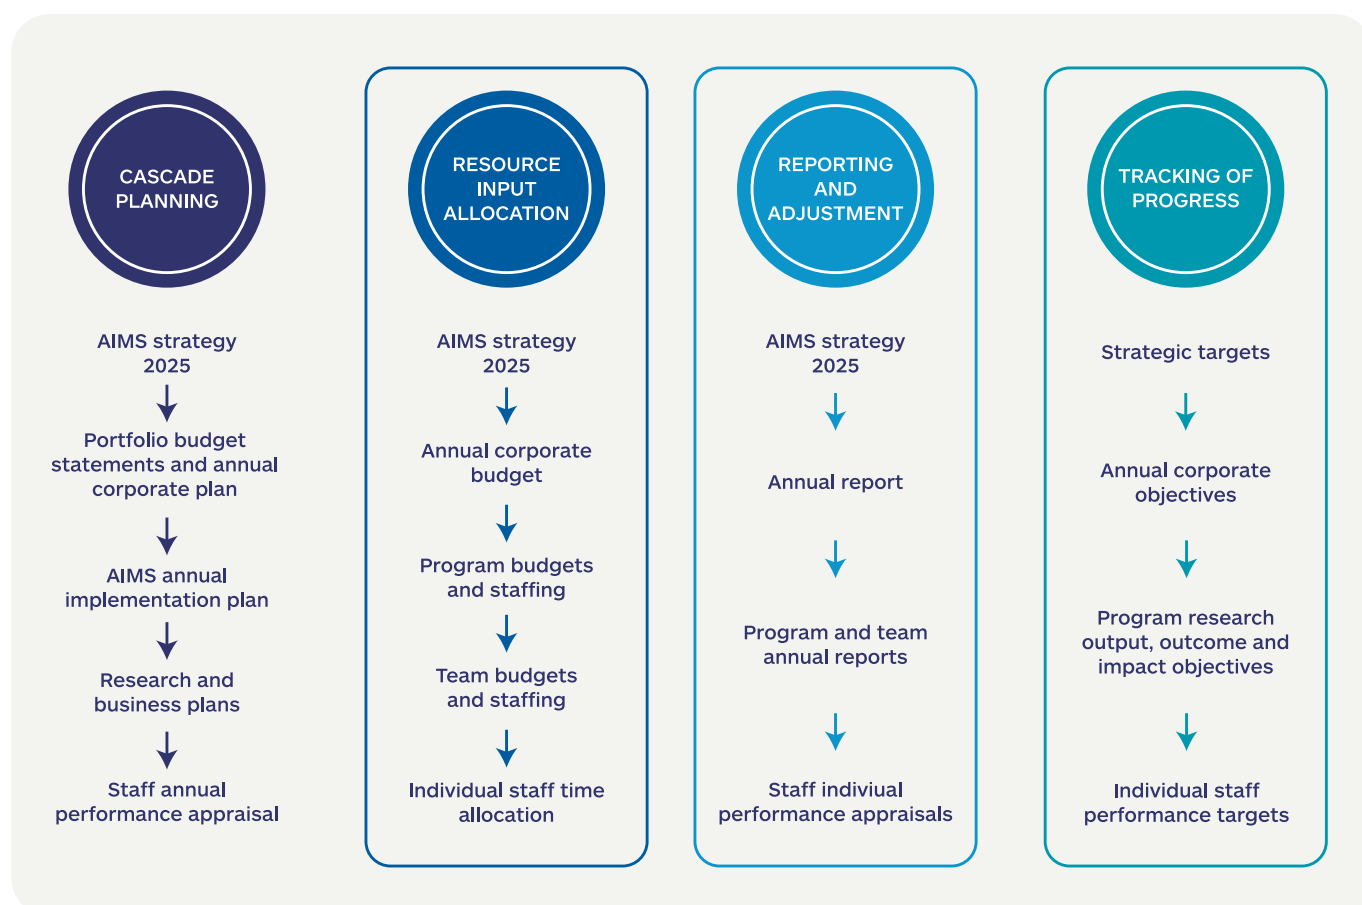 CASCADE
PLANNING
AIMS strategy
2025
Portfolio budget
statements and annual
corporate plan
AIMS annual
implementation plan
Research and
business plans
Staff annual
performance appraisal
RESOURCE
INPUT
ALLOCATION
AIMS strategy
2025
Annual corporate
budget
Program budgets
and staffing
Team budgets
and staffing
Individual staff time
allocation
REPORTING
AND
ADJUSTMENT
AIMS strategy
2025
Annual report
Program and team
annual reports
Staff indiviual
performance appraisals
TRACKING OF
PROGRESS
Strategic targets
Annual corporate
objectives
Program research
output, outcome and
impact objectives
Individual staff
performance targets